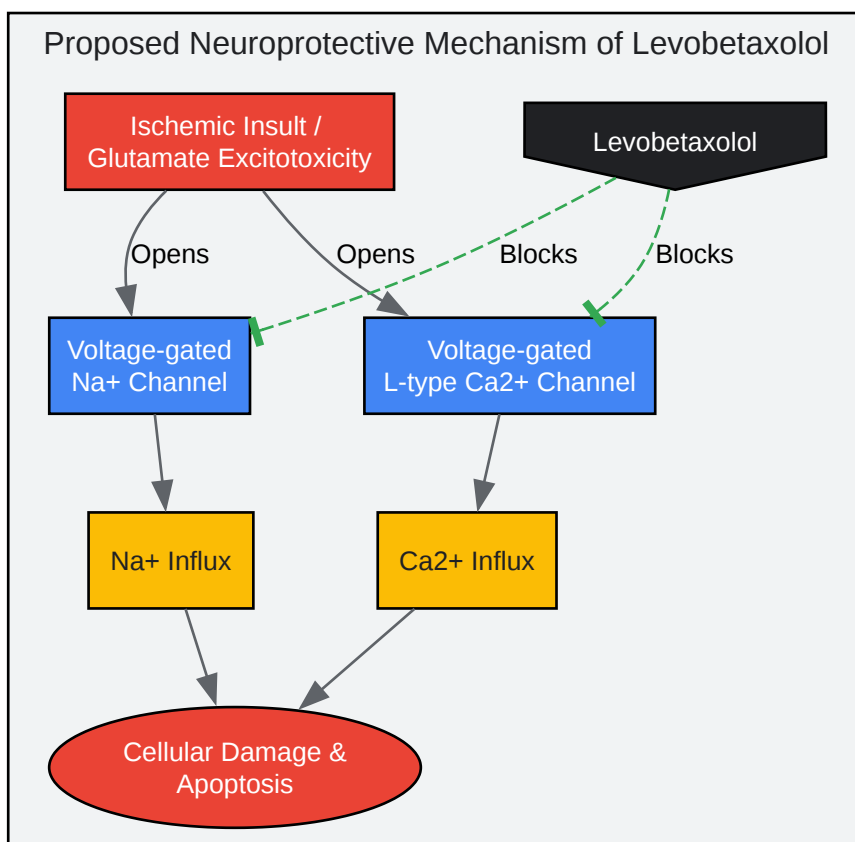 Proposed Neuroprotective Mechanism of Levobetaxolol
Ischemic Insult /
Glutamate Excitotoxicity
Levobetaxolol
Opens
Opens
Blocks
Blocks
Voltage-gated
Na+ Channel
Voltage-gated
L-type Ca2+ Channel
Na+ Influx
Ca2+ Influx
Cellular Damage &
Apoptosis